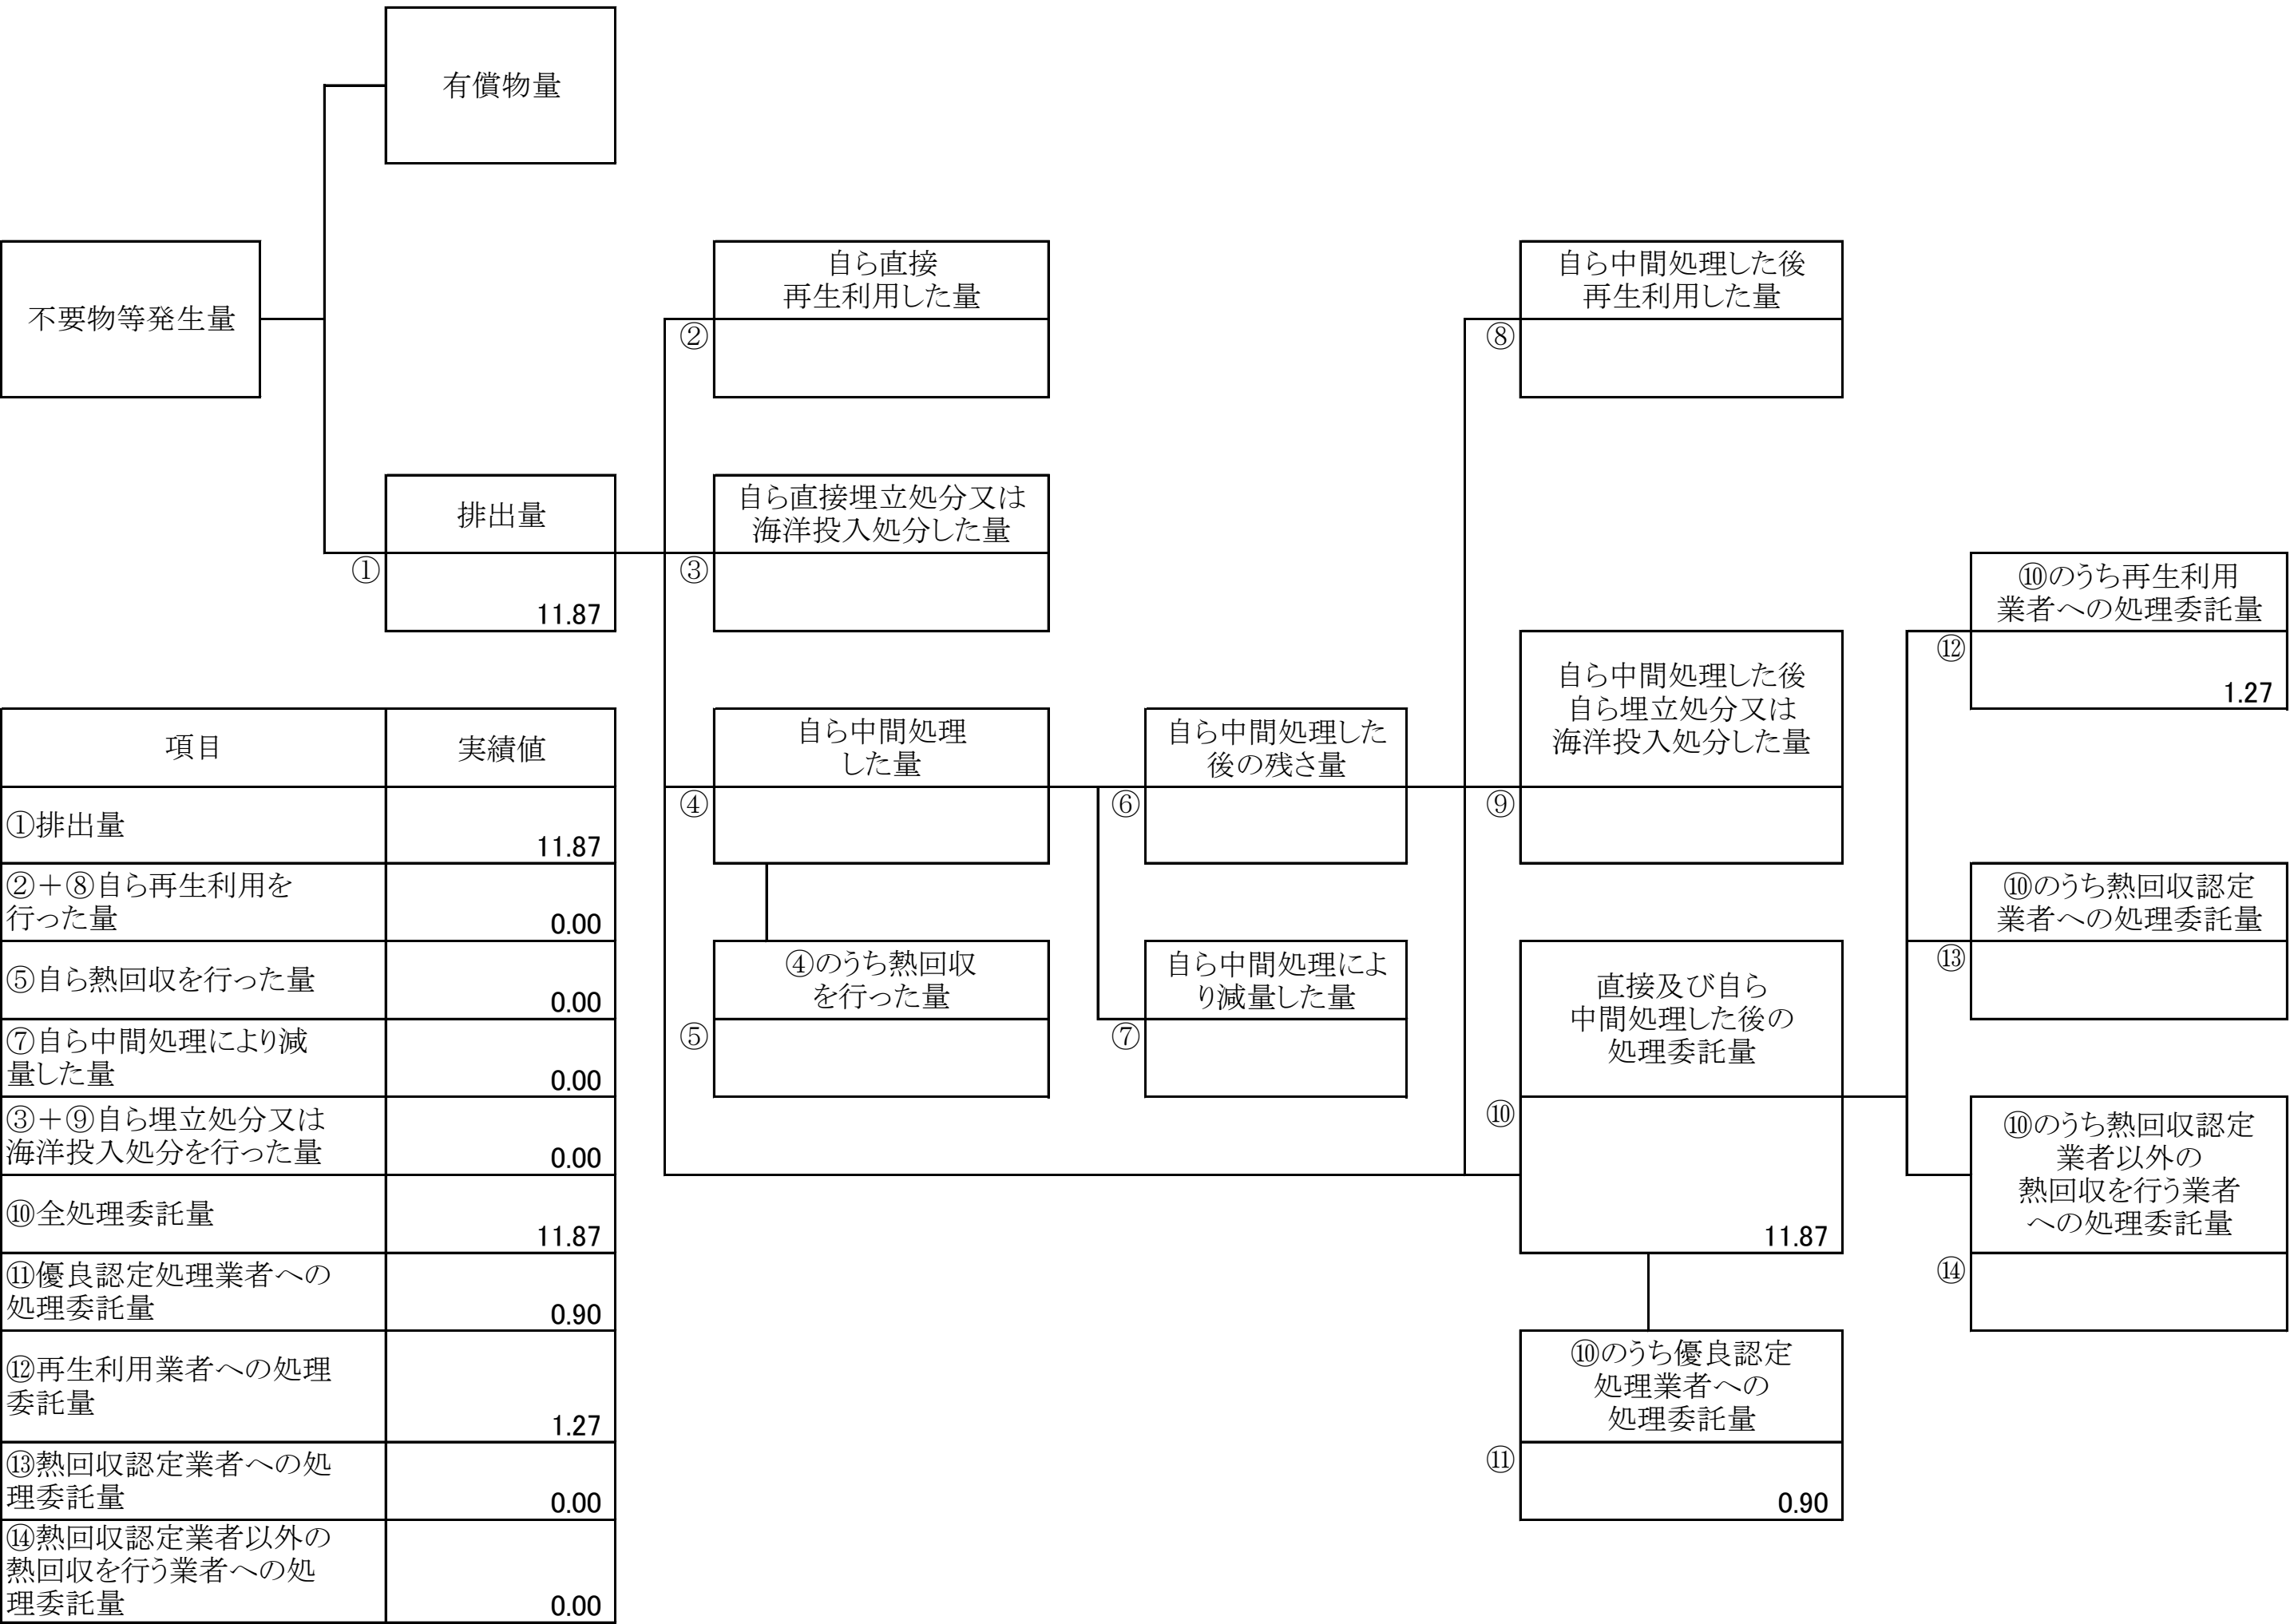 有償物量
不要物等発生量
自ら直接
再生利用した量
②
自ら中間処理した後
再生利用した量
⑧
排出量
①
11.87
自ら直接埋立処分又は
海洋投入処分した量
③
⑩のうち再生利用
業者への処理委託量
⑫
1.27
自ら中間処理した後
自ら埋立処分又は
海洋投入処分した量
⑨
自ら中間処理
した量
④
自ら中間処理した
後の残さ量
⑥
⑩のうち熱回収認定
業者への処理委託量
⑬
④のうち熱回収
を行った量
⑤
自ら中間処理によ
り減量した量
⑦
直接及び自ら
中間処理した後の
処理委託量
⑩
11.87
⑩のうち熱回収認定
業者以外の
熱回収を行う業者
への処理委託量
⑭
⑩のうち優良認定
処理業者への
処理委託量
⑪
0.90
項目 実績値
①排出量
11.87
②＋⑧自ら再生利用を
行った量
0.00
⑤自ら熱回収を行った量
0.00
⑦自ら中間処理により減
量した量
0.00
③＋⑨自ら埋立処分又は
海洋投入処分を行った量
0.00
⑩全処理委託量
11.87
⑪優良認定処理業者への
処理委託量
0.90
⑫再生利用業者への処理
委託量
1.27
⑬熱回収認定業者への処
理委託量
0.00
⑭熱回収認定業者以外の
熱回収を行う業者への処
理委託量
0.00